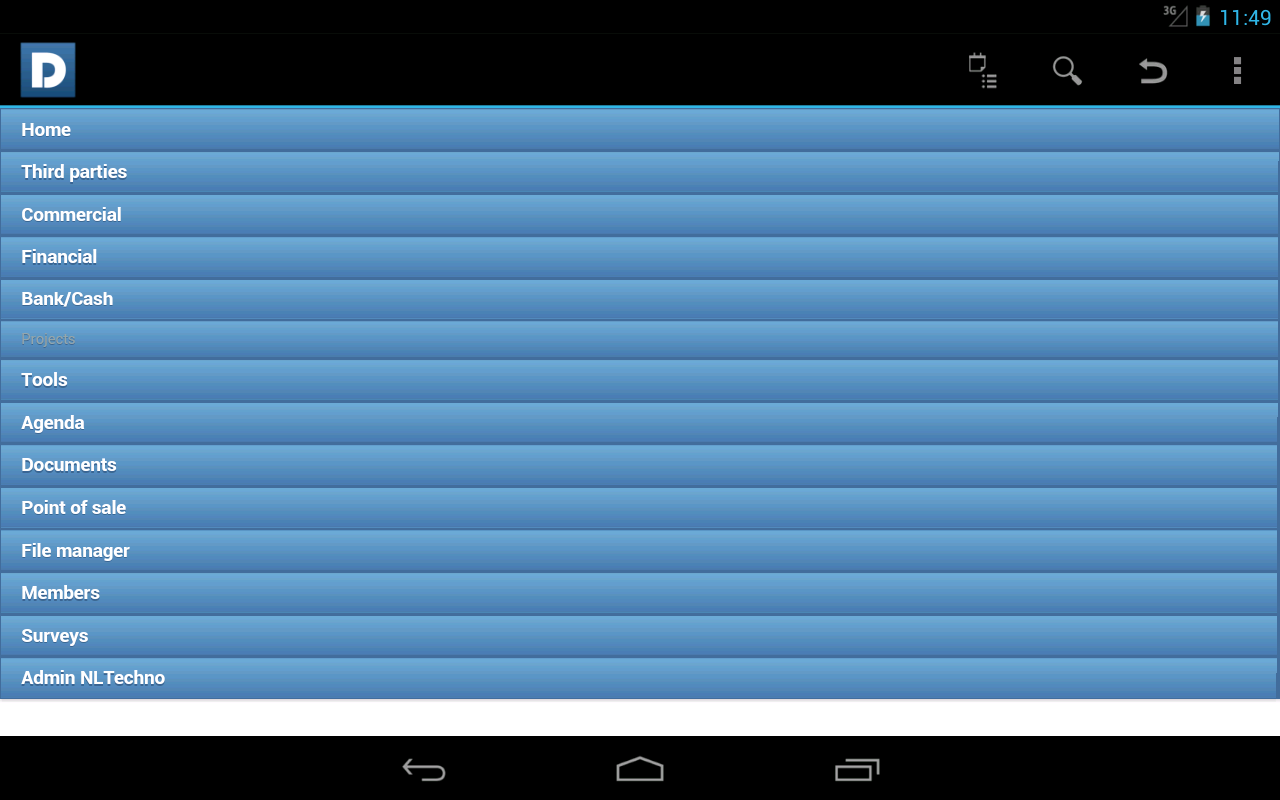 3G
11:49
D
Home
Third parties
Commercial
Financial
Bank/Cash
Projects
Tools
Agenda
Documents
Point of sale
File manager
Members
Surveys
Admin NLTechno